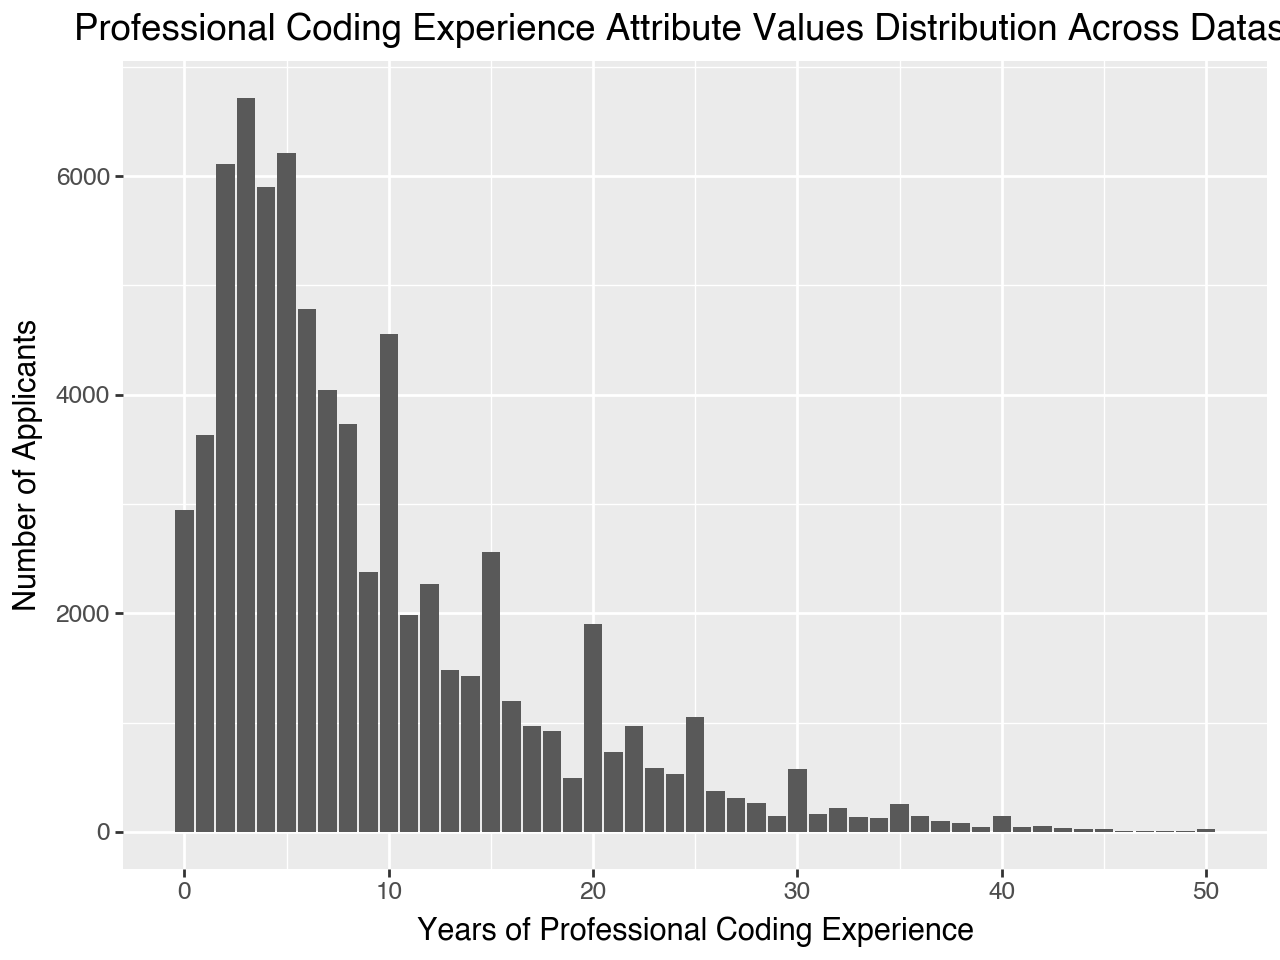 Professional Coding Experience Attribute Values Distribution Across Datas
6000
4000
2000
0
Number of Applicants
0 10 20 30 40 50
Years of Professional Coding Experience